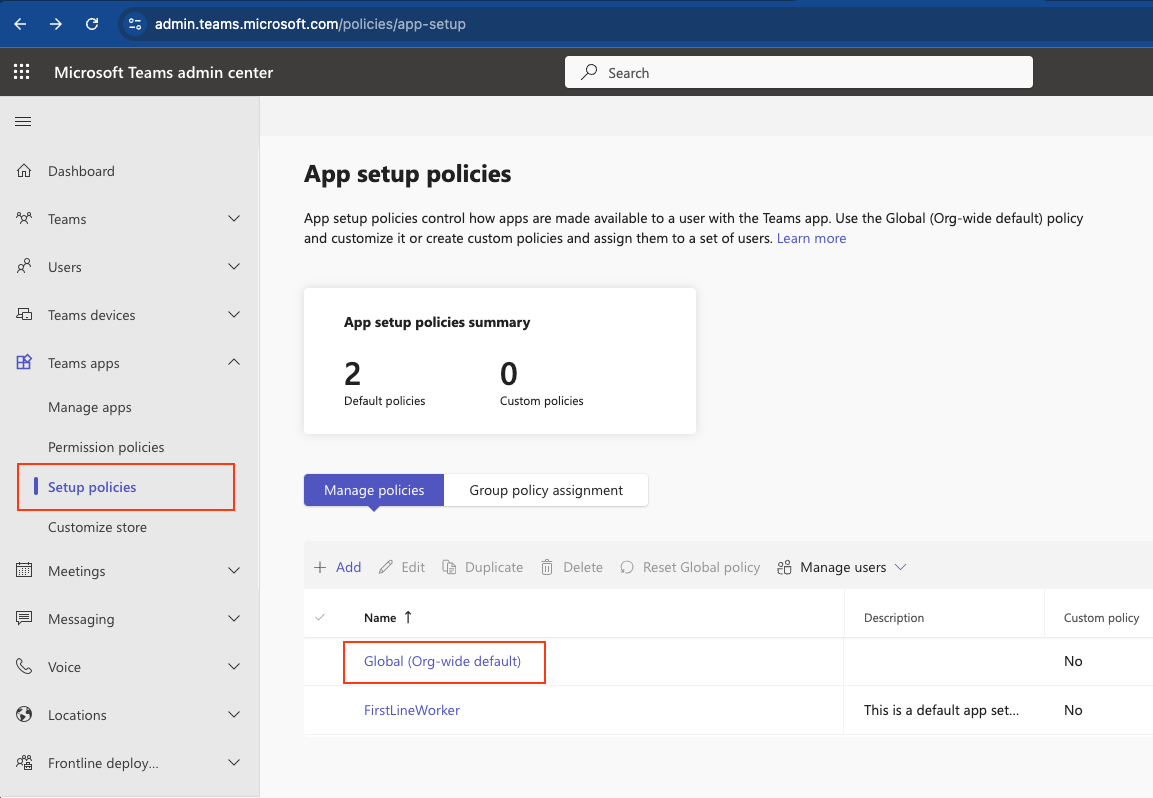 admin.teams.microsoft.com/policies/app-setup
Microsoft Teams admin center
Search
Dashboard
Teams
Users
Teams devices
Teams apps
Manage apps
Permission policies
Setup policies
Customize store
Meetings
Messaging
Voice
Locations
Frontline deploy...
App setup policies
App setup policies control how apps are made available to a user with the Teams app. Use the Global (Org-wide default) policy
and customize it or create custom policies and assign them to a set of users. Learn more
App setup policies summary
2 0
Default policies Custom policies
Manage policies Group policy assignment
Add Edit Duplicate Delete Reset Global policy Manage users
Name ↑ Description Custom policy
Global (Org-wide default) No
FirstLineWorker This is a default app set... No